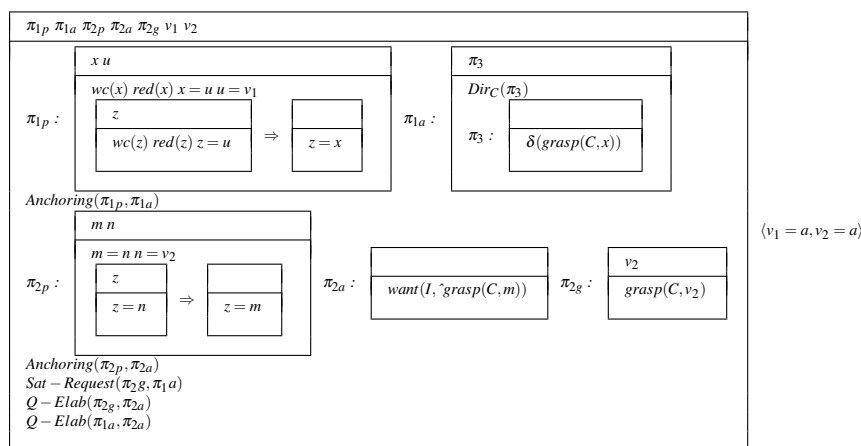 π1p π1a π2p π2a π2g v1 v2
x u
wc(x) red(x) x = u u = v1
z
wc(z) red(z) z = u
⇒
z = x
π1p :
π1a :
π3
DirC(π3)
π3 :
δ(grasp(C,x))
Anchoring(π1p,π1a)
m n
m = n n = v2
z
z = n
⇒
z = m
π2p :
π2a :
want(I,ˆgrasp(C,m))
π2g :
v2
grasp(C,v2)
⟨v1 = a,v2 = a⟩
Anchoring(π2p,π2a)
Sat − Request(π2g,π1a)
Q − Elab(π2g,π2a)
Q − Elab(π1a,π2a)